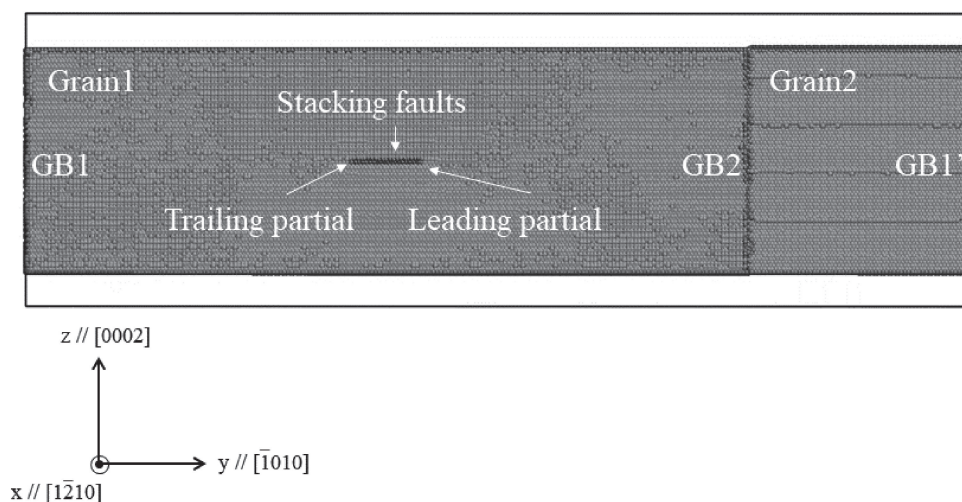 Grain1 Grain2
Stacking faults
GB1 GB2 GB1’
Trailing partial Leading partial
z // [0002]
y // [1̅010]
x // [12̅10]